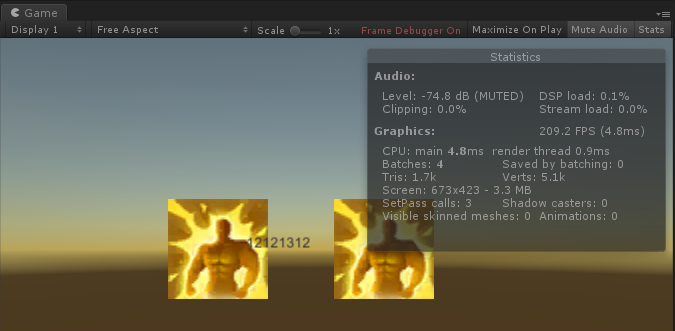 Game
Display 1 Free Aspect Scale 1x Frame Debugger On Maximize On Play Mute Audio Stats
Statistics
Audio:
Level: -74.8 dB (MUTED) DSP load: 0.1%
Clipping: 0.0% Stream load: 0.0%
Graphics: 209.2 FPS (4.8ms)
CPU: main 4.8ms render thread 0.9ms
Batches: 4 Saved by batching: 0
Tris: 1.7k Verts: 5.1k
Screen: 673x423 - 3.3 MB
SetPass calls: 3 Shadow casters: 0
Visible skinned meshes: 0 Animations: 0
12121312